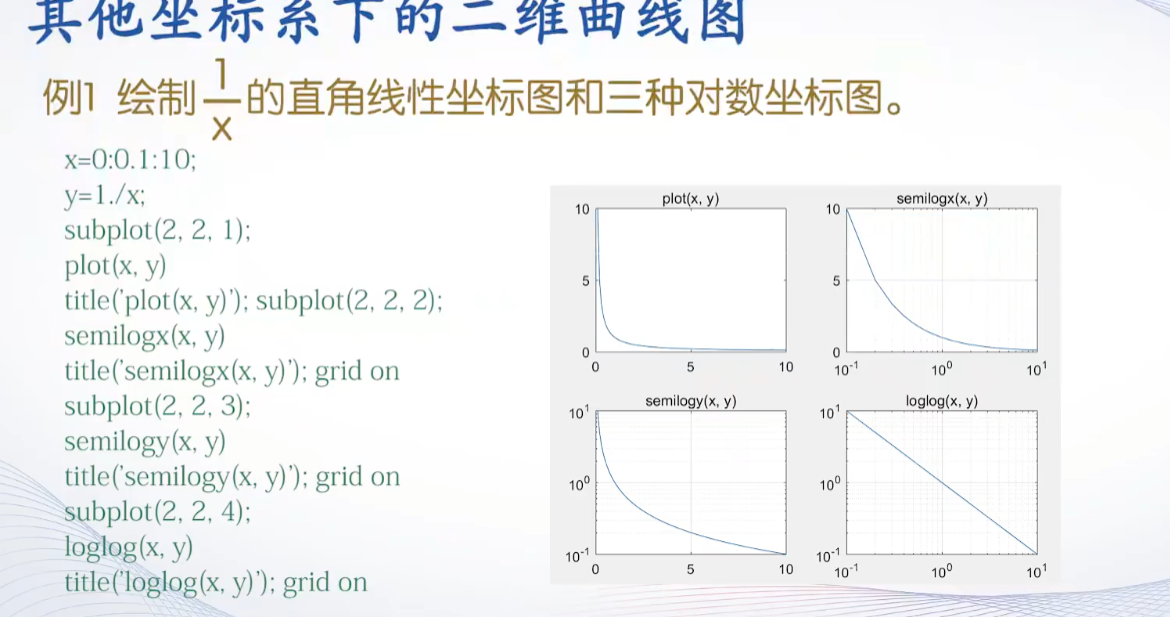 其他坐标系下的二维曲线图
例1 绘制1/x的直角线性坐标图和三种对数坐标图。
x=0:0.1:10;
y=1./x;
subplot(2, 2, 1);
plot(x, y)
title('plot(x, y)'); subplot(2, 2, 2);
semilogx(x, y)
title('semilogx(x, y)'); grid on
subplot(2, 2, 3);
semilogy(x, y)
title('semilogy(x, y)'); grid on
subplot(2, 2, 4);
loglog(x, y)
title('loglog(x, y)'); grid on
plot(x, y)
10
5
0
0 5 10
semilogx(x, y)
10
5
0
10^-1 10^0 10^1
semilogy(x, y)
10^1
10^0
10^-1
0 5 10
loglog(x, y)
10^1
10^0
10^-1
10^-1 10^0 10^1